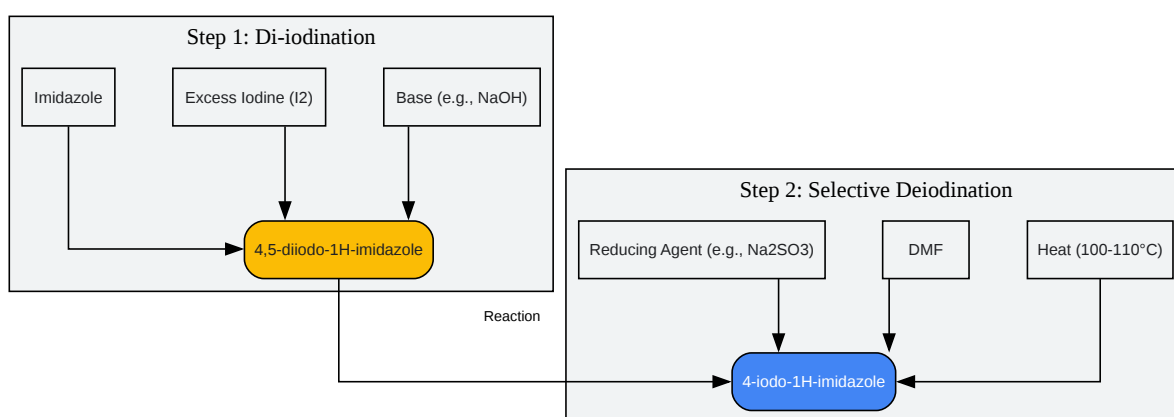 Step 1: Di-iodination
Imidazole
Excess Iodine (I2)
Base (e.g., NaOH)
4,5-diiodo-1H-imidazole
Reaction
Step 2: Selective Deiodination
Reducing Agent (e.g., Na2SO3)
DMF
Heat (100-110°C)
4-iodo-1H-imidazole